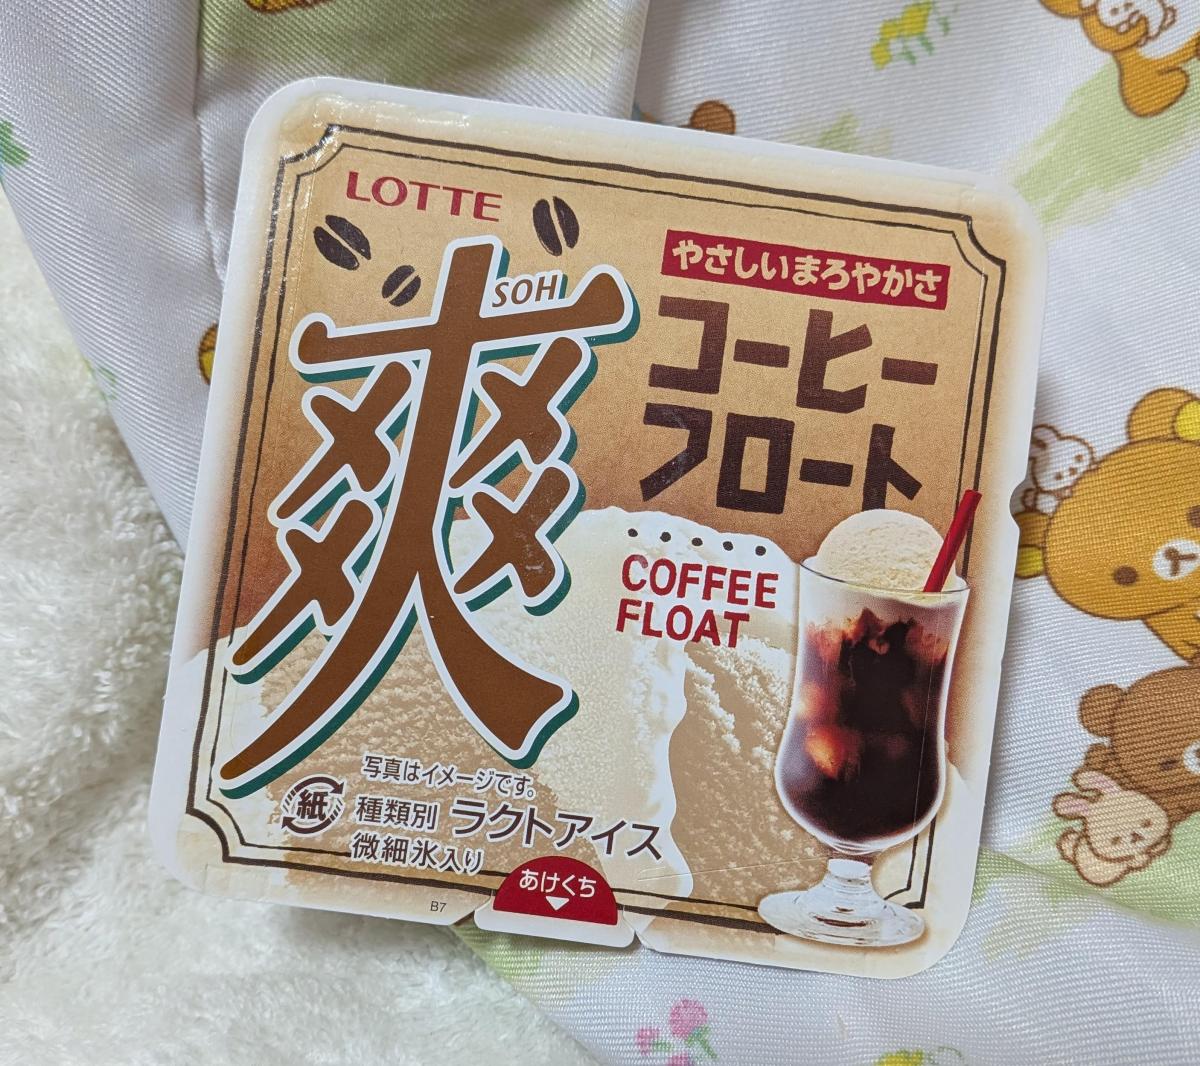 LOTTE
爽
SOH
やさしいまろやかさ
コーヒー
フロート
COFFEE
FLOAT
写真はイメージです。
紙
種類別 ラクトアイス
微細氷入り
あけくち
B7